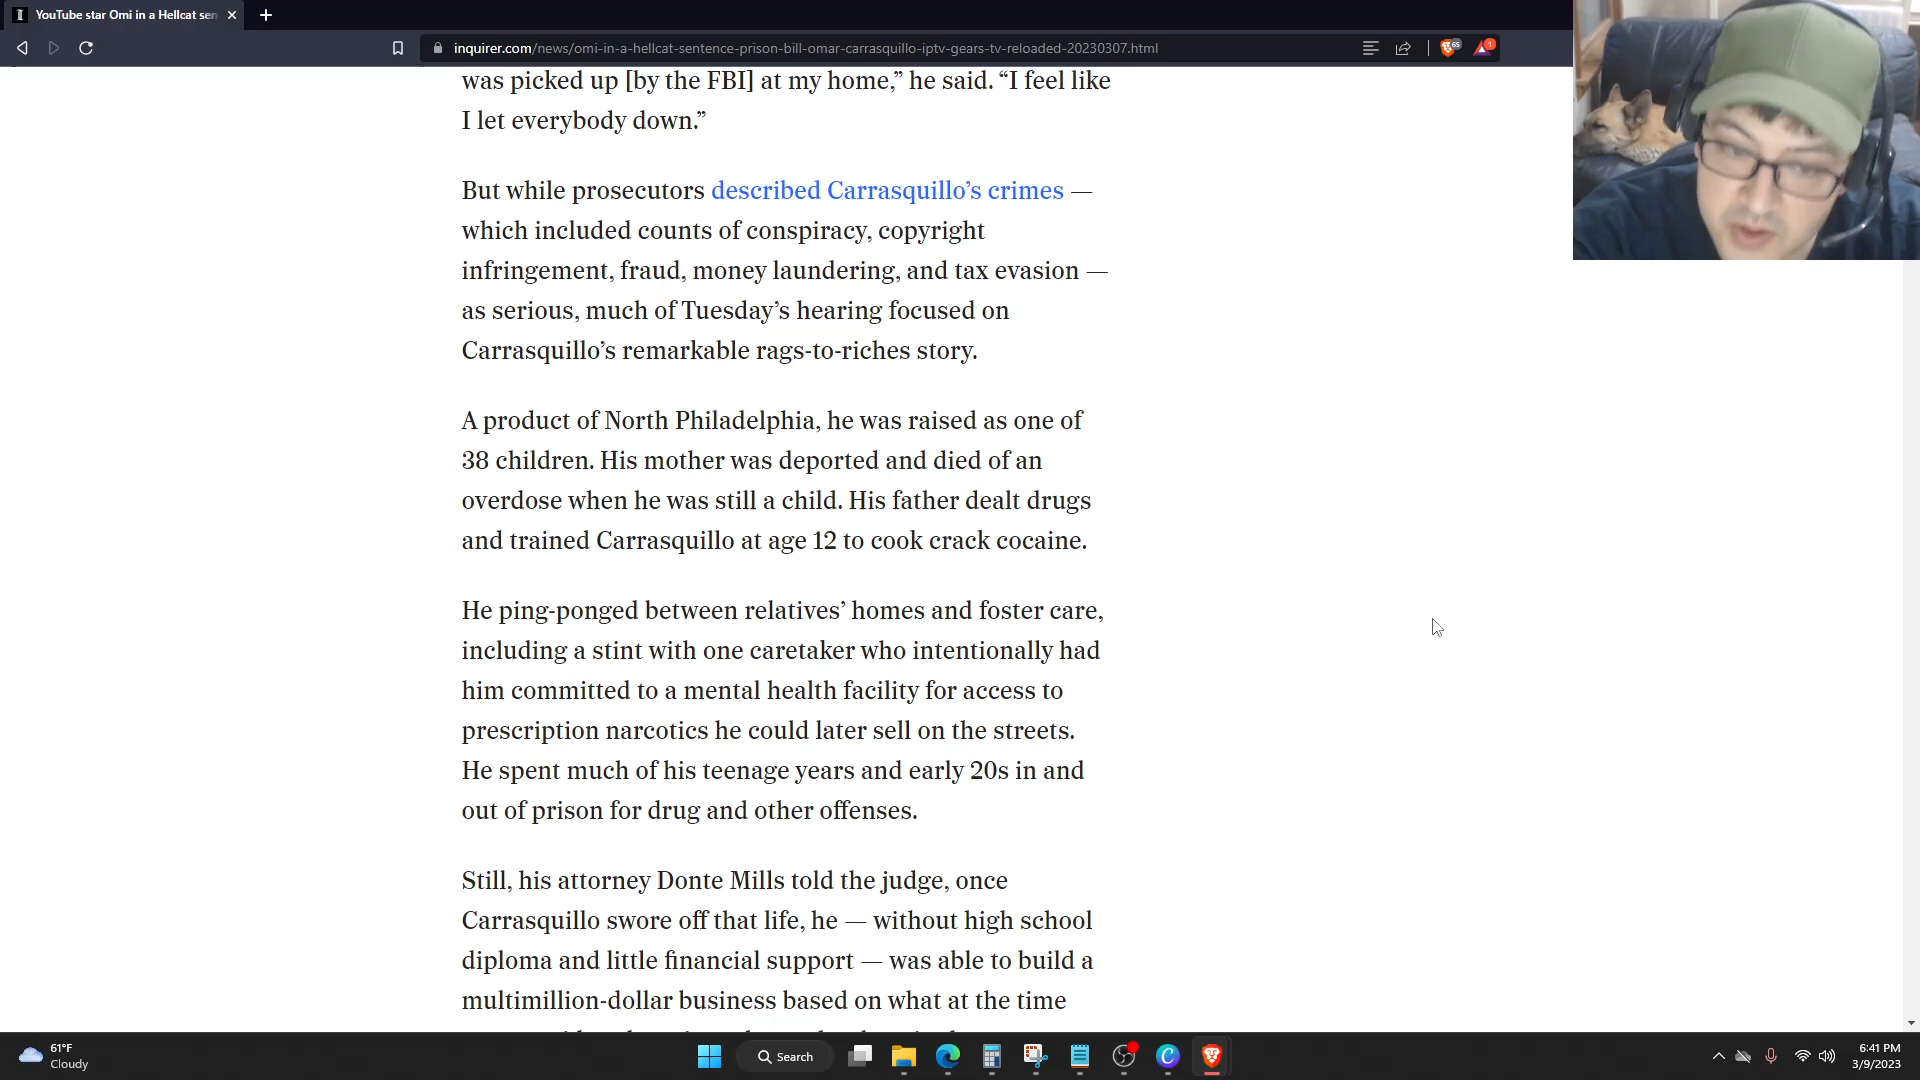 YouTube star Omi in a Hellcat sen
inquirer.com/news/omi-in-a-hellcat-sentence-prison-bill-omar-carrasquillo-iptv-gears-tv-reloaded-20230307.html
65
1
was picked up [by the FBI] at my home,” he said. “I feel like
I let everybody down.”
But while prosecutors described Carrasquillo’s crimes —
which included counts of conspiracy, copyright
infringement, fraud, money laundering, and tax evasion —
as serious, much of Tuesday’s hearing focused on
Carrasquillo’s remarkable rags-to-riches story.
A product of North Philadelphia, he was raised as one of
38 children. His mother was deported and died of an
overdose when he was still a child. His father dealt drugs
and trained Carrasquillo at age 12 to cook crack cocaine.
He ping-ponged between relatives’ homes and foster care,
including a stint with one caretaker who intentionally had
him committed to a mental health facility for access to
prescription narcotics he could later sell on the streets.
He spent much of his teenage years and early 20s in and
out of prison for drug and other offenses.
Still, his attorney Donte Mills told the judge, once
Carrasquillo swore off that life, he — without high school
diploma and little financial support — was able to build a
multimillion-dollar business based on what at the time
61°F
Cloudy
Search
6:41 PM
3/9/2023